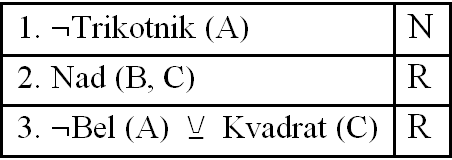 1. ¬Trikotnik (A) N
2. Nad (B, C) R
3. ¬Bel (A) ⊻ Kvadrat (C) R